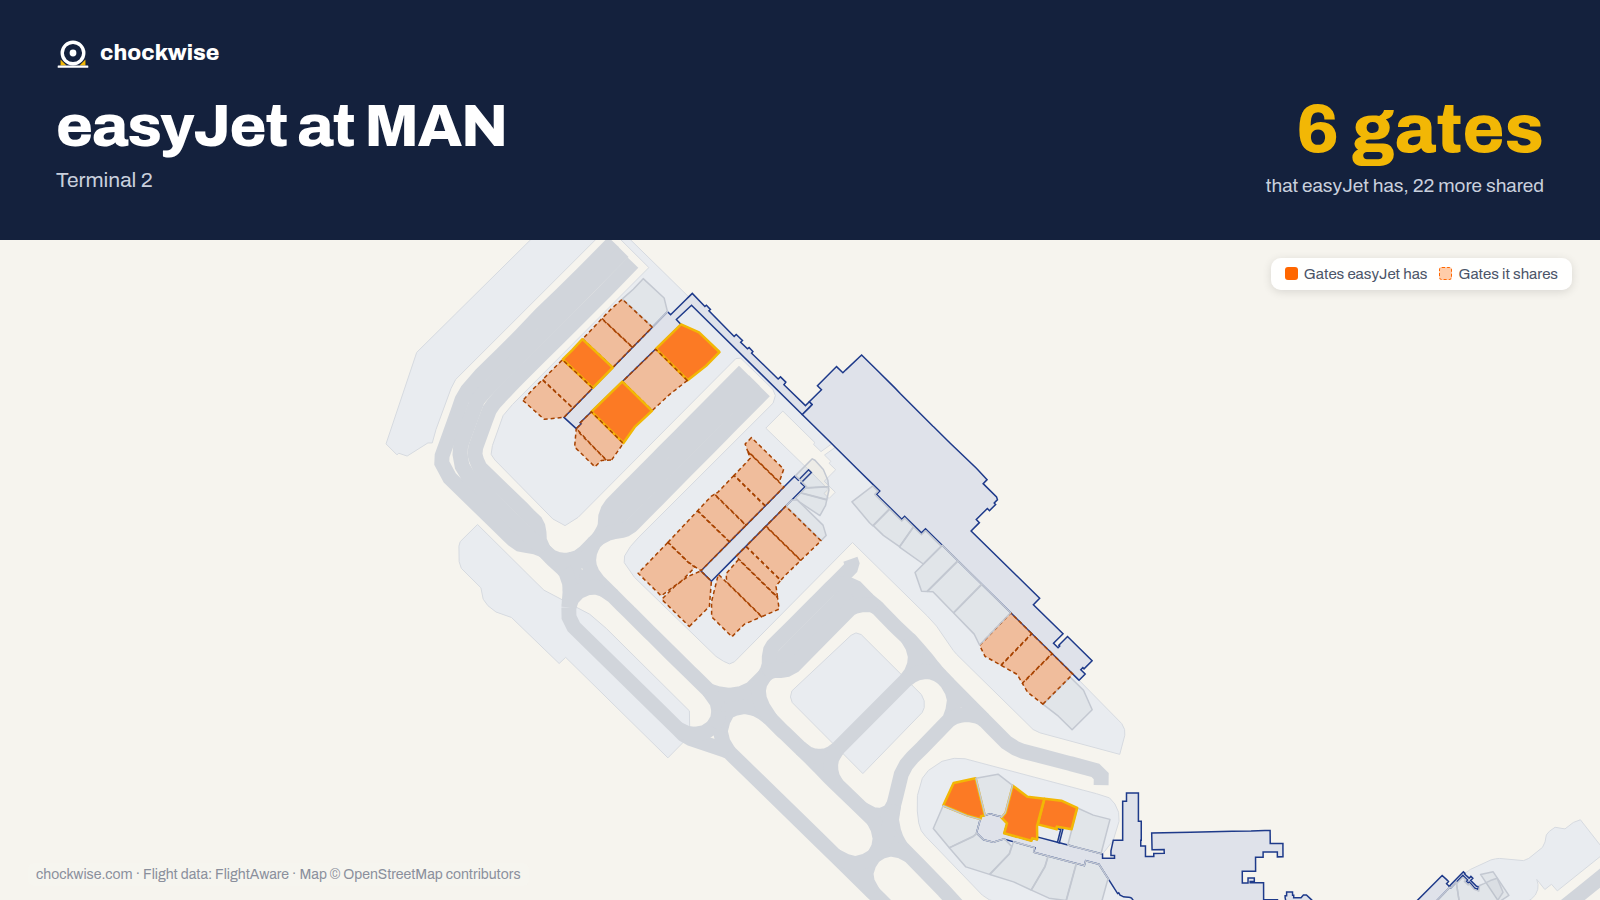 chockwise
easyJet at MAN
Terminal 2
6 gates
that easyJet has, 22 more shared
Gates easyJet has
Gates it shares
chockwise.com · Flight data: FlightAware · Map © OpenStreetMap contributors